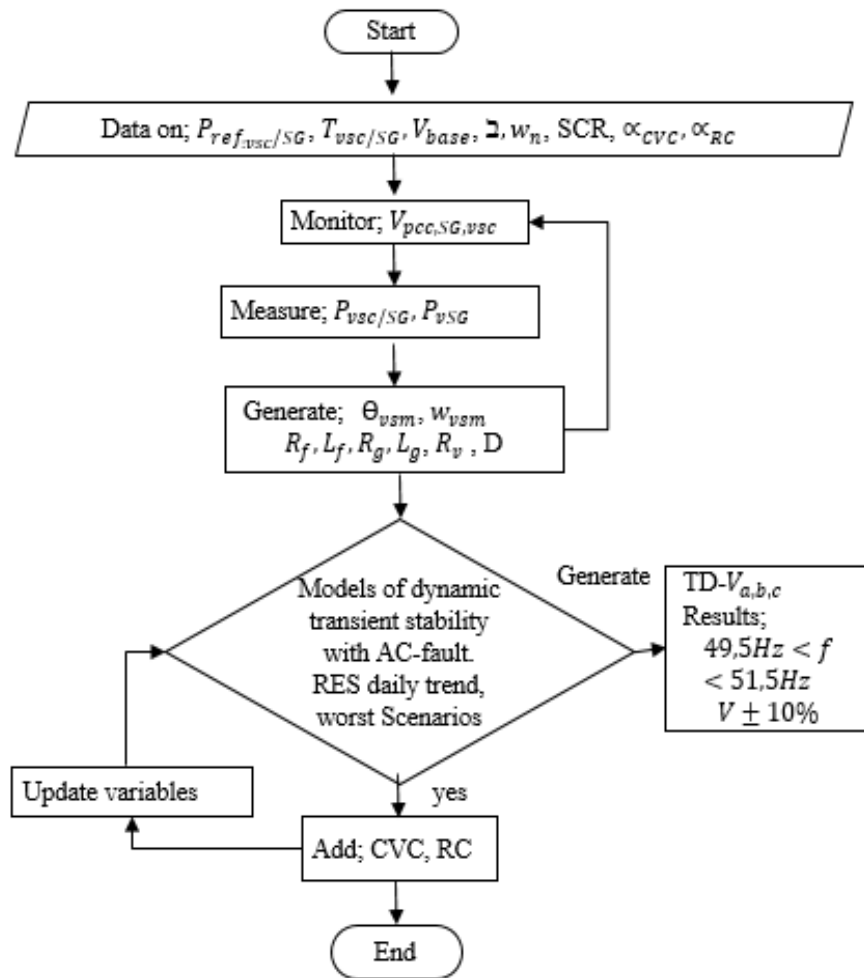 Start
Data on; P_ref,:vsc/SG, T_vsc/SG, V_base, ℷ, w_n, SCR, ∝_CVC, ∝_RC
Monitor; V_pcc,SG,vsc
Measure; P_vsc/SG, P_vSG
Generate; θ_vsm, w_vsm
R_f, L_f, R_g, L_g, R_v , D
Models of dynamic
transient stability
with AC-fault.
RES daily trend,
worst Scenarios
Generate
TD-V_a,b,c
Results;
49,5Hz < f
< 51,5Hz
V ± 10%
yes
Update variables
Add; CVC, RC
End